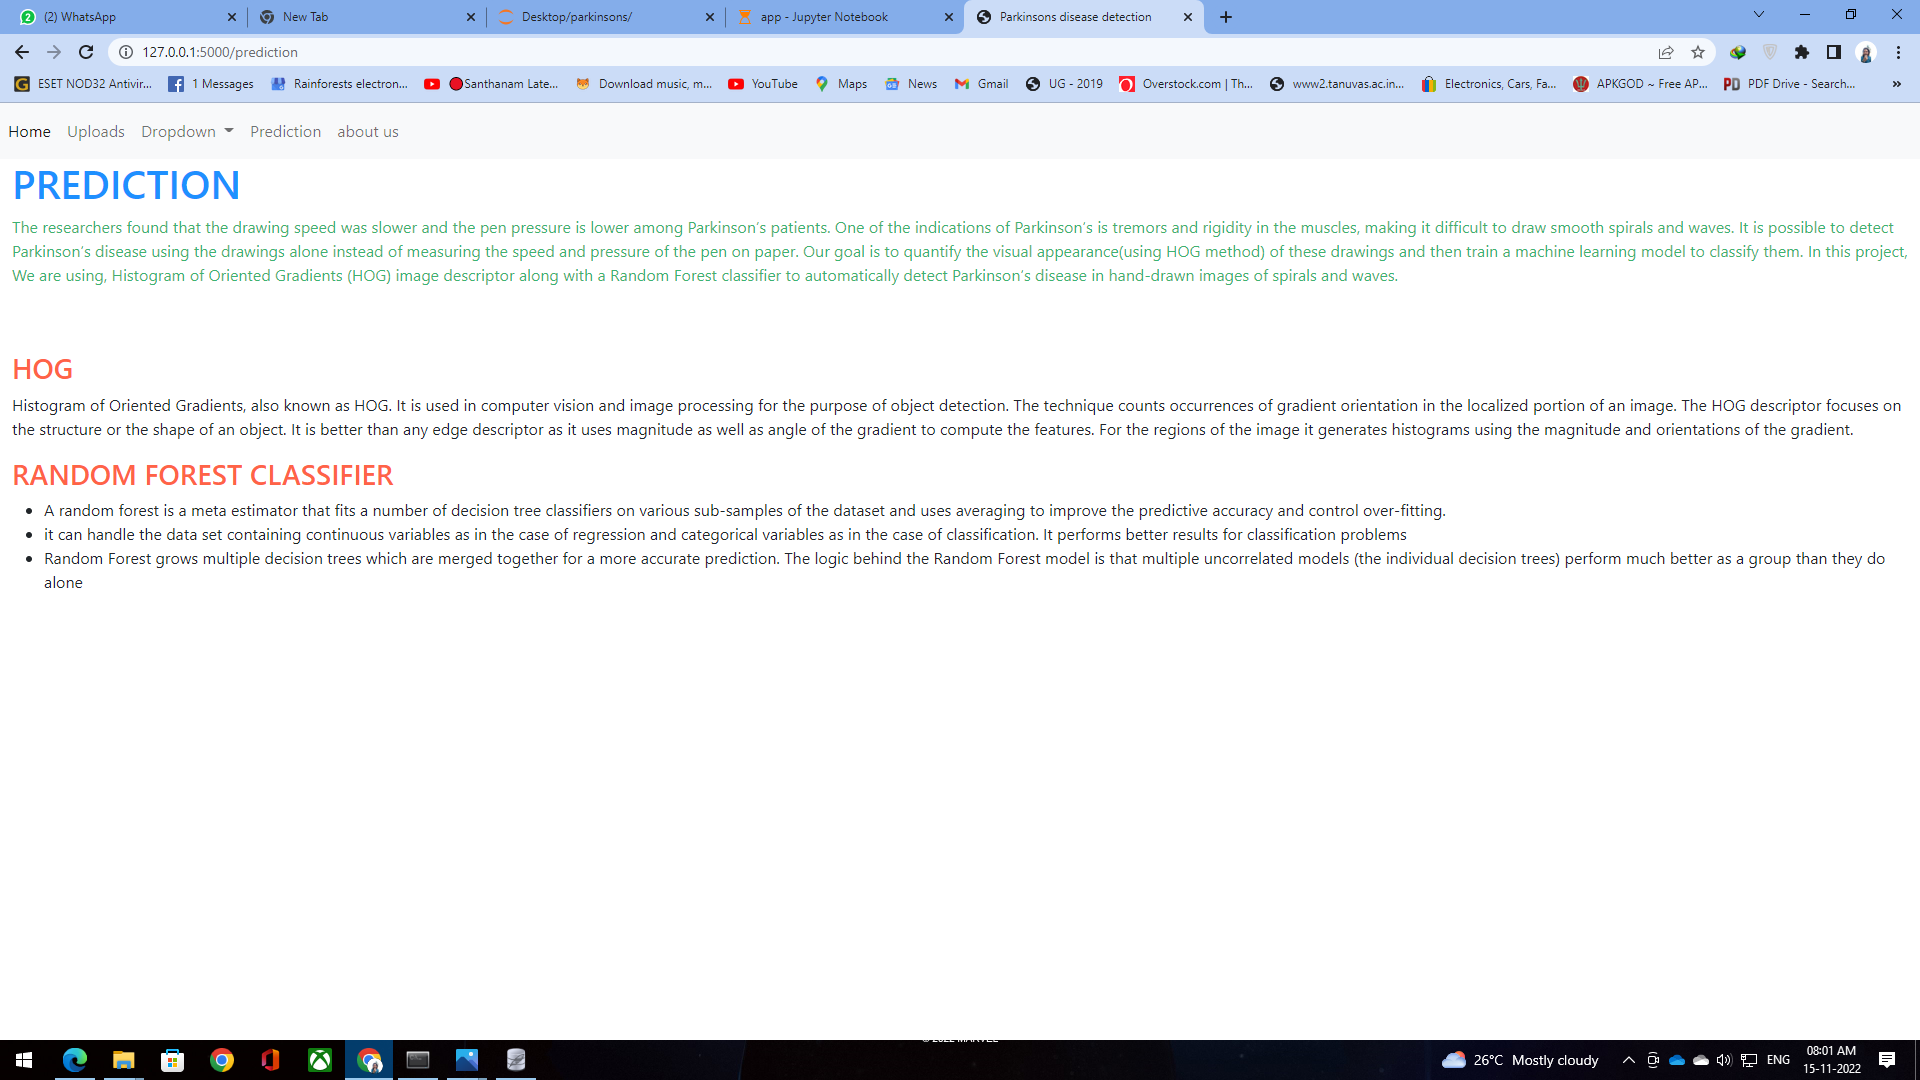 (2) WhatsApp
New Tab
Desktop/parkinsons/
app - Jupyter Notebook
Parkinsons disease detection
127.0.0.1:5000/prediction
ESET NOD32 Antivir...
1 Messages
Rainforests electron...
Santhanam Late...
Download music, m...
YouTube
Maps
News
Gmail
UG - 2019
Overstock.com | Th...
www2.tanuvas.ac.in...
Electronics, Cars, Fa...
APKGOD ~ Free AP...
PDF Drive - Search...
Home Uploads Dropdown Prediction about us
PREDICTION
The researchers found that the drawing speed was slower and the pen pressure is lower among Parkinson's patients. One of the indications of Parkinson's is tremors and rigidity in the muscles, making it difficult to draw smooth spirals and waves. It is possible to detect
Parkinson's disease using the drawings alone instead of measuring the speed and pressure of the pen on paper. Our goal is to quantify the visual appearance(using HOG method) of these drawings and then train a machine learning model to classify them. In this project,
We are using, Histogram of Oriented Gradients (HOG) image descriptor along with a Random Forest classifier to automatically detect Parkinson's disease in hand-drawn images of spirals and waves.
HOG
Histogram of Oriented Gradients, also known as HOG. It is used in computer vision and image processing for the purpose of object detection. The technique counts occurrences of gradient orientation in the localized portion of an image. The HOG descriptor focuses on
the structure or the shape of an object. It is better than any edge descriptor as it uses magnitude as well as angle of the gradient to compute the features. For the regions of the image it generates histograms using the magnitude and orientations of the gradient.
RANDOM FOREST CLASSIFIER
• A random forest is a meta estimator that fits a number of decision tree classifiers on various sub-samples of the dataset and uses averaging to improve the predictive accuracy and control over-fitting.
• it can handle the data set containing continuous variables as in the case of regression and categorical variables as in the case of classification. It performs better results for classification problems
• Random Forest grows multiple decision trees which are merged together for a more accurate prediction. The logic behind the Random Forest model is that multiple uncorrelated models (the individual decision trees) perform much better as a group than they do
alone
© 2022 MARVEL
26°C Mostly cloudy
ENG
08:01 AM
15-11-2022